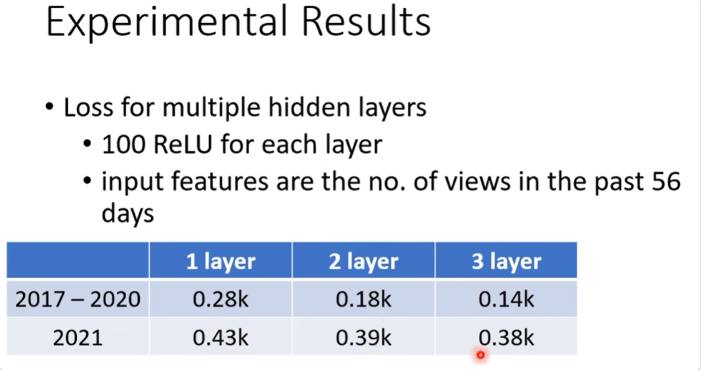 Experimental Results
• Loss for multiple hidden layers
• 100 ReLU for each layer
• input features are the no. of views in the past 56
days
1 layer 2 layer 3 layer
2017 – 2020 0.28k 0.18k 0.14k
2021 0.43k 0.39k 0.38k